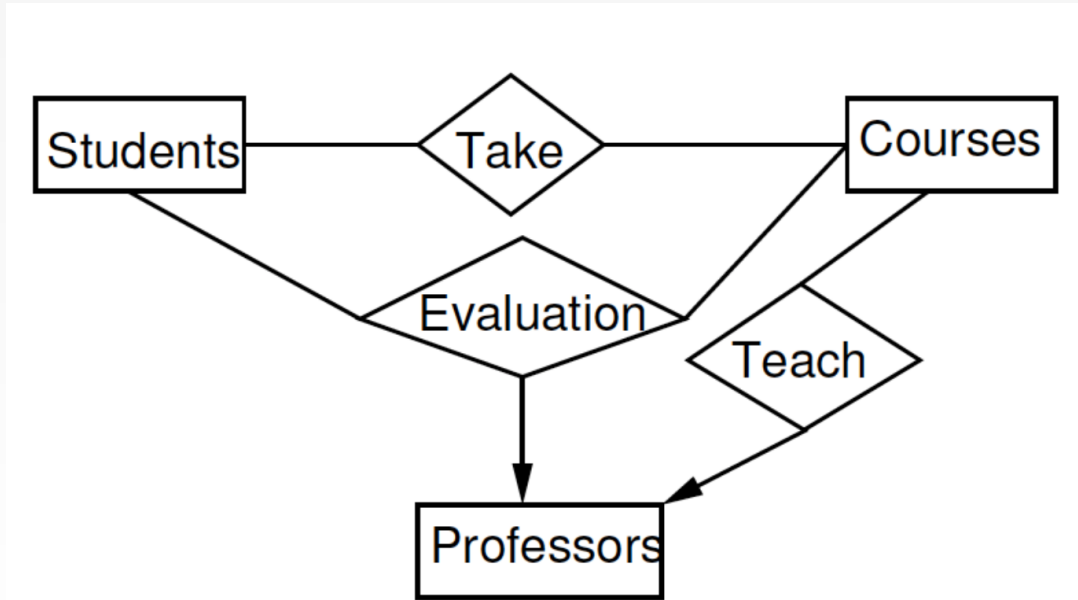 Students
Take
Courses
Evaluation
Teach
Professors